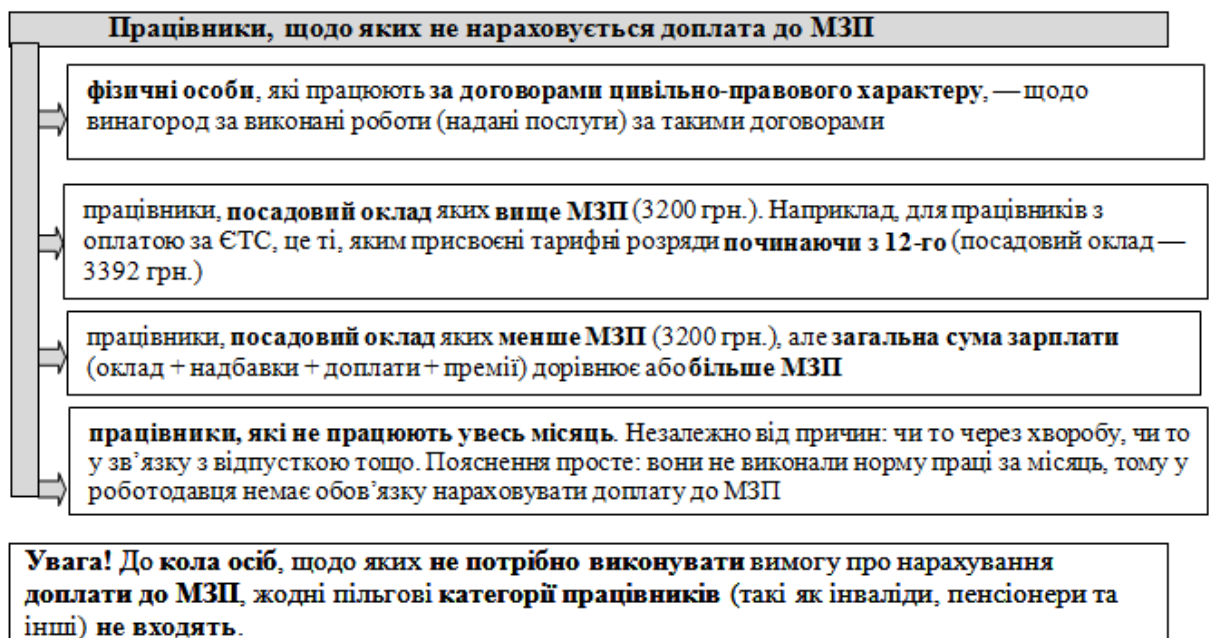 Працівники, щодо яких не нараховується доплата до МЗП
фізичні особи, які працюють за договорами цивільно-правового характеру, — щодо
винагород за виконані роботи (надані послуги) за такими договорами
працівники, посадовий оклад яких вище МЗП (3200 грн.). Наприклад, для працівників з
оплатою за ЄТС, це ті, яким присвоєні тарифні розряди починаючи з 12-го (посадовий оклад —
3392 грн.)
працівники, посадовий оклад яких менше МЗП (3200 грн.), але загальна сума зарплати
(оклад + надбавки + доплати + премії) дорівнює або більше МЗП
працівники, які не працюють увесь місяць. Незалежно від причин: чи то через хворобу, чи то
у зв’язку з відпусткою тощо. Пояснення просте: вони не виконали норму праці за місяць, тому у
роботодавця немає обов’язку нараховувати доплату до МЗП
Увага! До кола осіб, щодо яких не потрібно виконувати вимогу про нарахування
доплати до МЗП, жодні пільгові категорії працівників (такі як інваліди, пенсіонери та
інші) не входять.